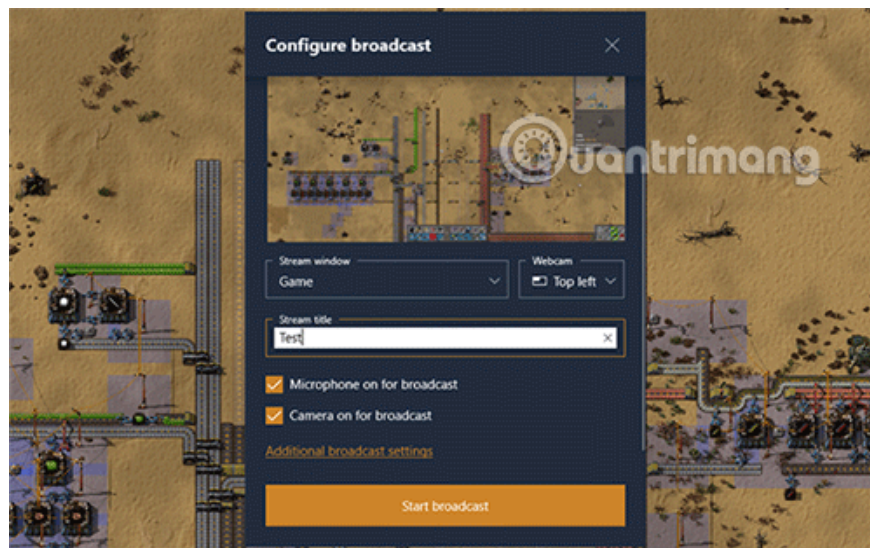 Configure broadcast
Quantrimang
Stream window
Game
Webcam
Top left
Stream title
Test
Microphone on for broadcast
Camera on for broadcast
Additional broadcast settings
Start broadcast